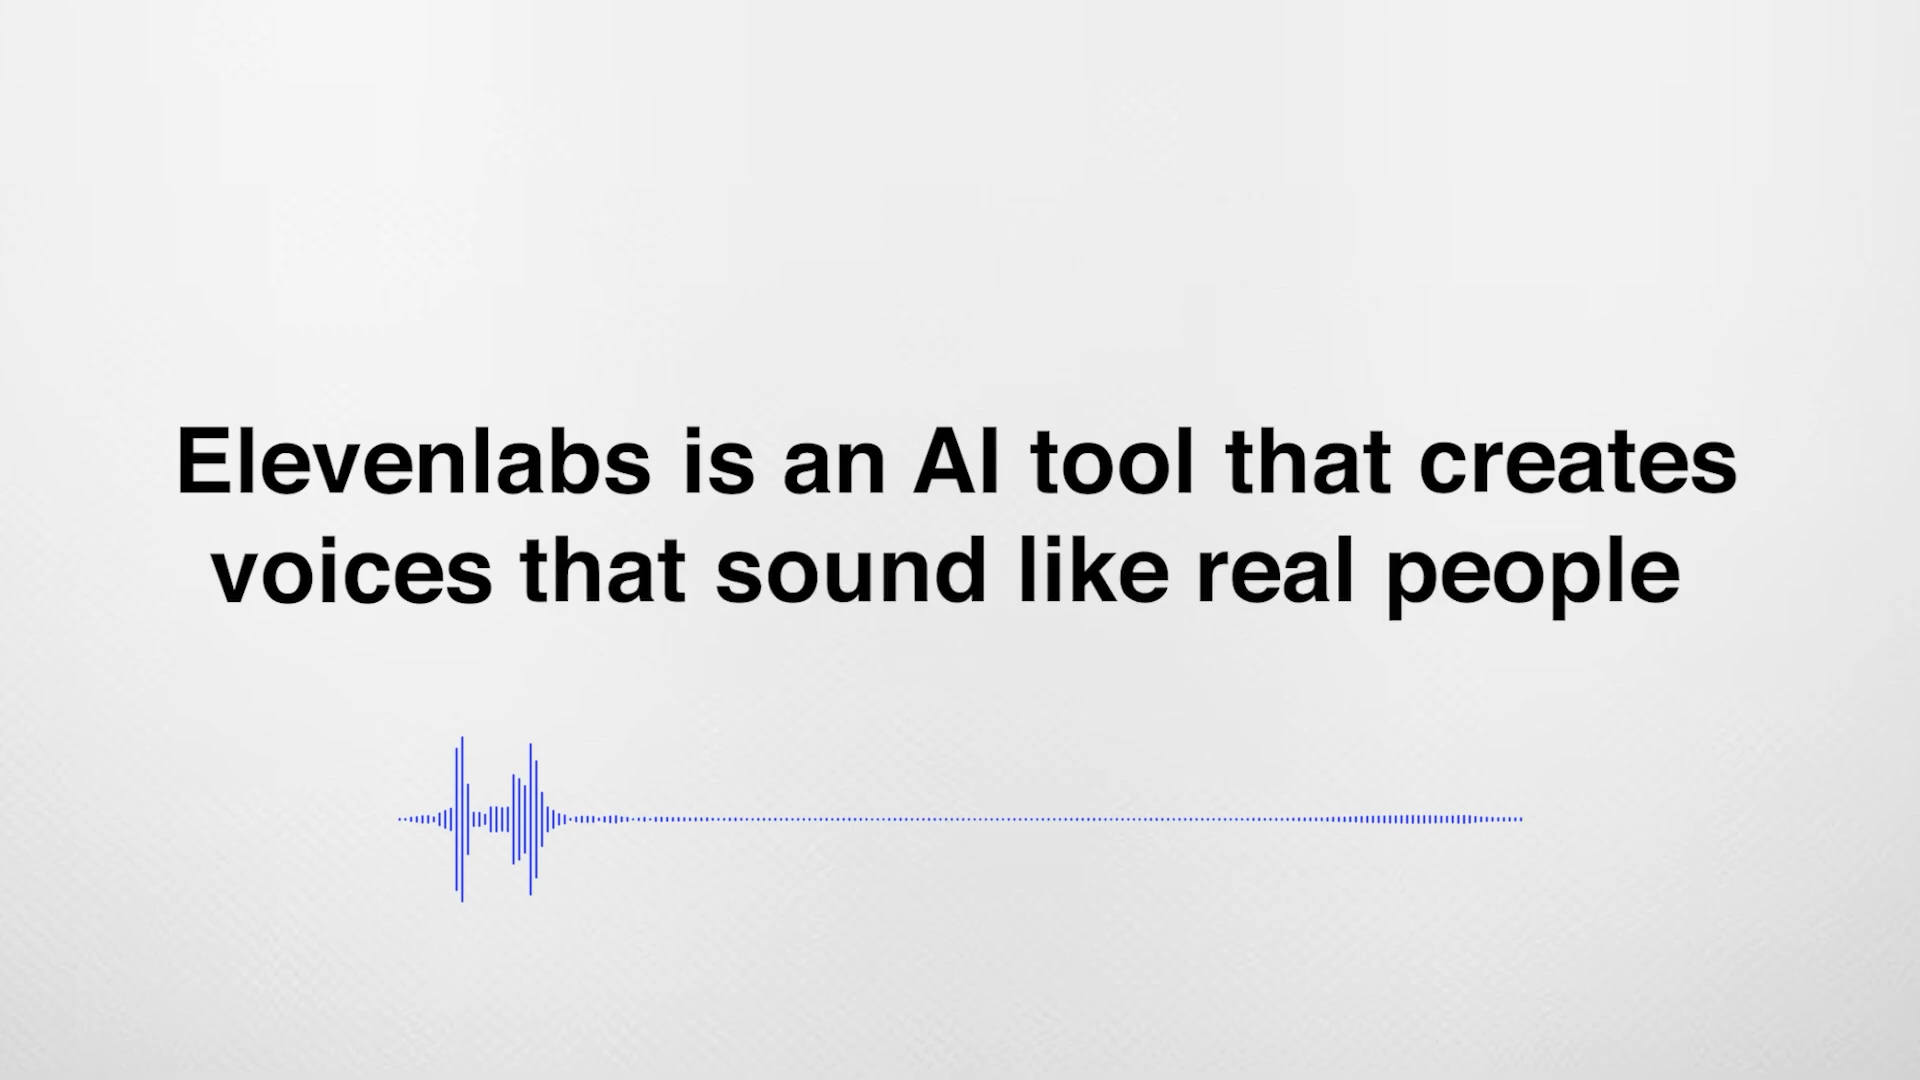 Elevenlabs is an AI tool that creates
voices that sound like real people